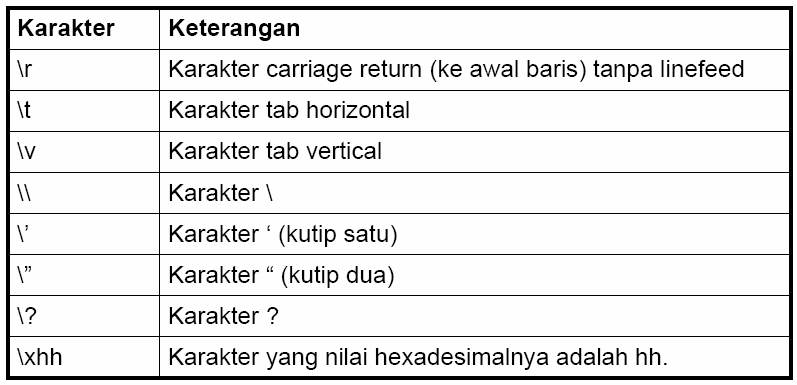 Karakter Keterangan
\r Karakter carriage return (ke awal baris) tanpa linefeed
\t Karakter tab horizontal
\v Karakter tab vertical
\\ Karakter \
\’ Karakter ‘ (kutip satu)
\” Karakter “ (kutip dua)
\? Karakter ?
\xhh Karakter yang nilai hexadesimalnya adalah hh.